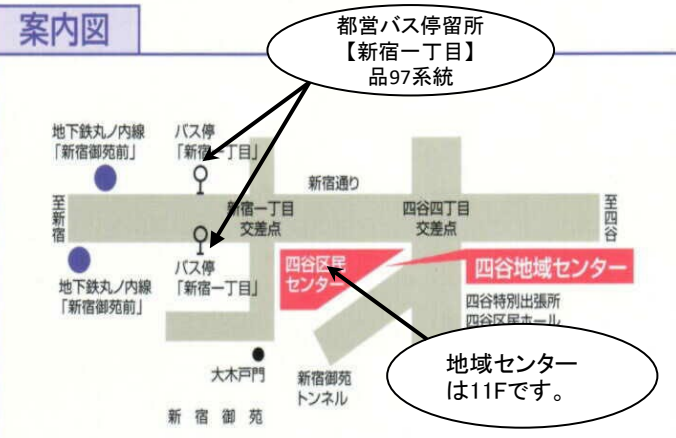 案内図
都営バス停留所
【新宿一丁目】
品97系統
地下鉄丸ノ内線
「新宿御苑前」
バス停
「新宿一丁目」
新宿通り
至新宿
新宿一丁目
交差点
四谷四丁目
交差点
至四谷
地下鉄丸ノ内線
「新宿御苑前」
バス停
「新宿一丁目」
四谷区民
センター
四谷地域センター
四谷特別出張所
四谷区民ホール
地域センター
は11Fです。
大木戸門
新宿御苑
トンネル
新宿御苑